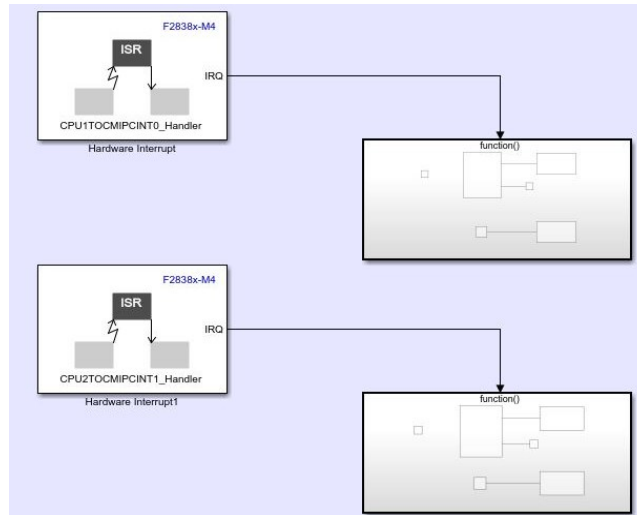 F2838x-M4
ISR
IRQ
CPU1TOCMIPCINT0_Handler
Hardware Interrupt
function()
F2838x-M4
ISR
IRQ
CPU2TOCMIPCINT1_Handler
Hardware Interrupt1
function()